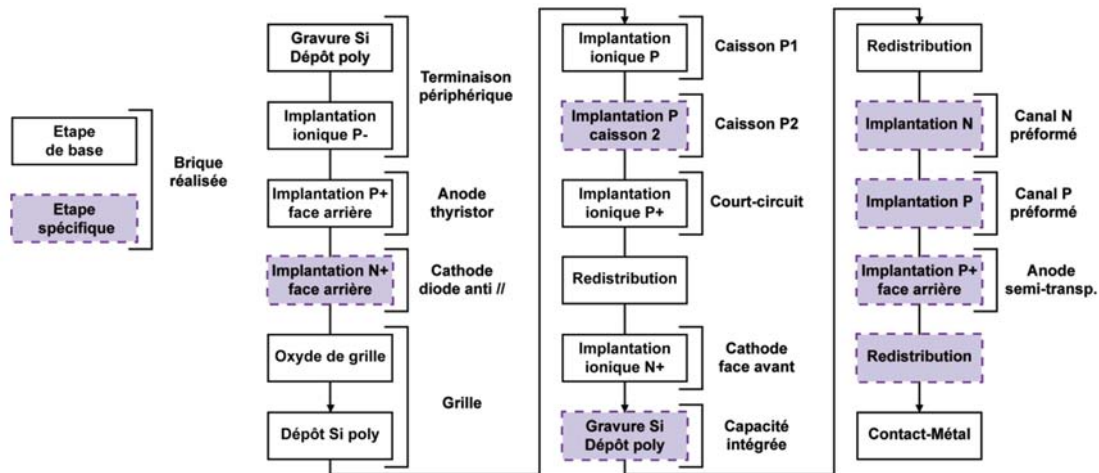 Etape
de base
Etape
spécifique
Brique
réalisée
Gravure Si
Dépôt poly
Implantation
ionique P-
Terminaison
périphérique
Implantation P+
face arrière
Anode
thyristor
Implantation N+
face arrière
Cathode
diode anti //
Oxyde de grille
Dépôt Si poly
Grille
Implantation
ionique P
Caisson P1
Implantation P
caisson 2
Caisson P2
Implantation
ionique P+
Court-circuit
Redistribution
Implantation
ionique N+
Cathode
face avant
Gravure Si
Dépôt poly
Capacité
intégrée
Redistribution
Implantation N
Canal N
préformé
Implantation P
Canal P
préformé
Implantation P+
face arrière
Anode
semi-transp.
Redistribution
Contact-Métal